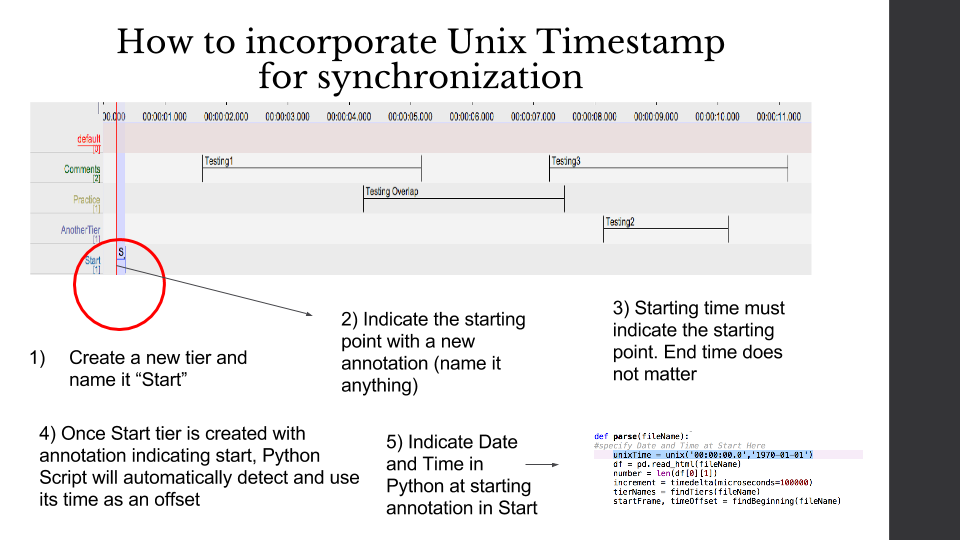 How to incorporate Unix Timestamp
for synchronization
00.000 00:00:01.000 00:00:02.000 00:00:03.000 00:00:04.000 00:00:05.000 00:00:06.000 00:00:07.000 00:00:08.000 00:00:09.000 00:00:10.000 00:00:11.000
default
[0]
Comments
[2]
Testing1
Testing3
Practice
[1]
Testing Overlap
AnotherTier
[1]
Testing2
Start
[1]
S
1) Create a new tier and
name it “Start”
2) Indicate the starting
point with a new
annotation (name it
anything)
3) Starting time must
indicate the starting
point. End time does
not matter
4) Once Start tier is created with
annotation indicating start, Python
Script will automatically detect and use
its time as an offset
5) Indicate Date
and Time in
Python at starting
annotation in Start
def parse(fileName):
#specify Date and Time at Start Here
unixTime = unix('00:00:00.0','1970-01-01')
df = pd.read_html(fileName)
number = len(df[0][1])
increment = timedelta(microseconds=100000)
tierNames = findTiers(fileName)
startFrame, timeOffset = findBeginning(fileName)